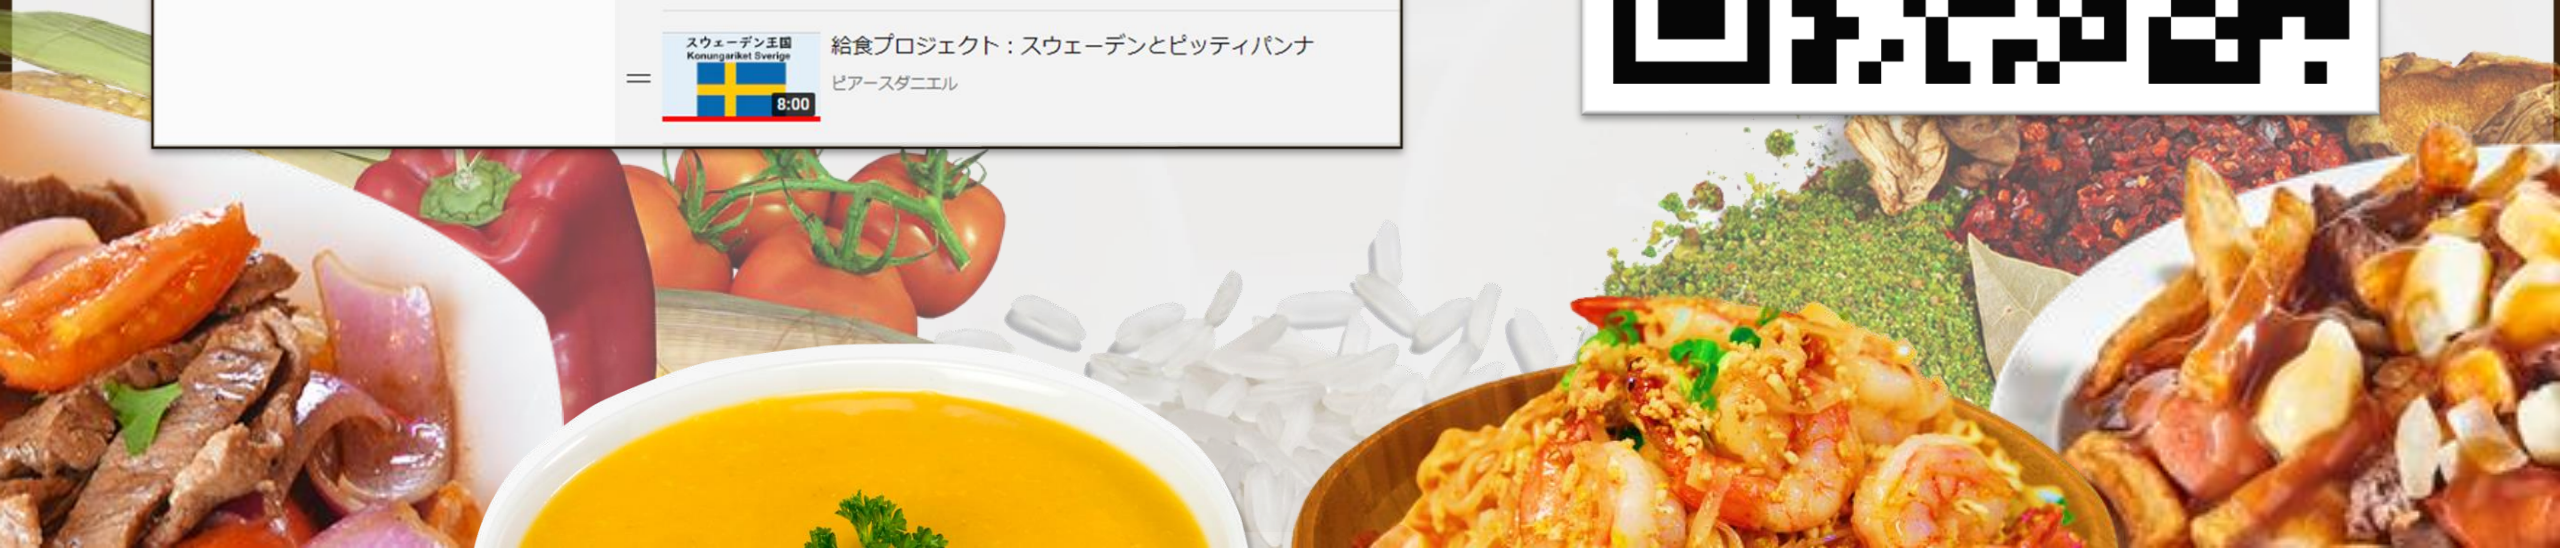 スウェーデン王国
Konungariket Sverige
8:00
給食プロジェクト：スウェーデンとピッティパンナ
ピアースダニエル